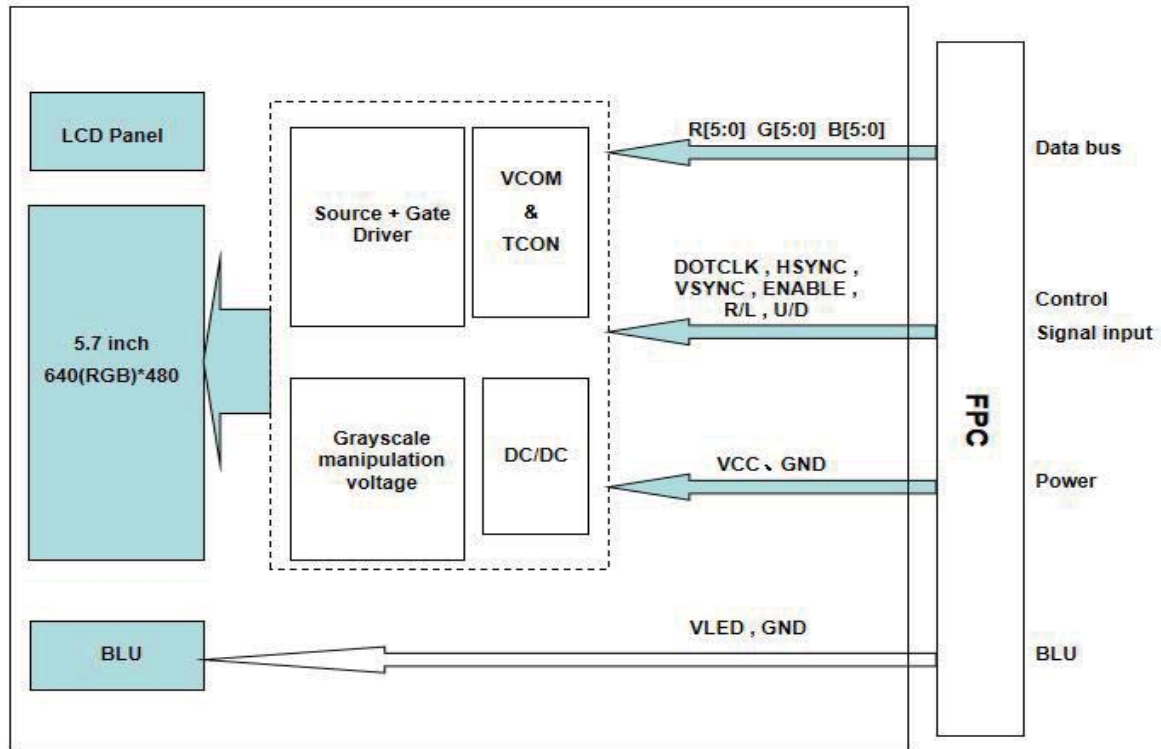 LCD Panel
5.7 inch
640(RGB)*480
BLU
Source + Gate
Driver
VCOM
&
TCON
Grayscale
manipulation
voltage
DC/DC
R[5:0] G[5:0] B[5:0]
DOTCLK , HSYNC ,
VSYNC , ENABLE ,
R/L , U/D
VCC、GND
VLED , GND
FPC
Data bus
Control
Signal input
Power
BLU